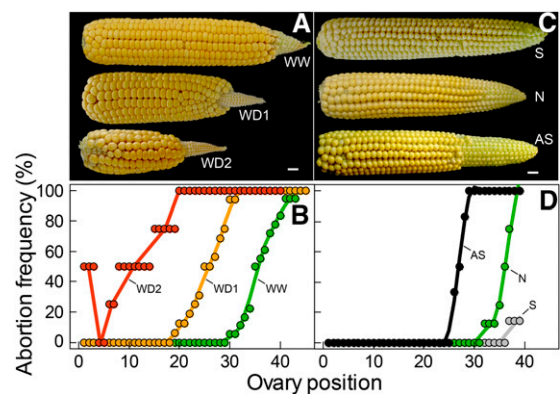 A
WW
WD1
WD2
C
S
N
AS
Abortion frequency (%)
100
80
60
40
20
0
B
WD2
WD1
WW
0 10 20 30 40
D
AS
N
S
0 10 20 30 40
Ovary position